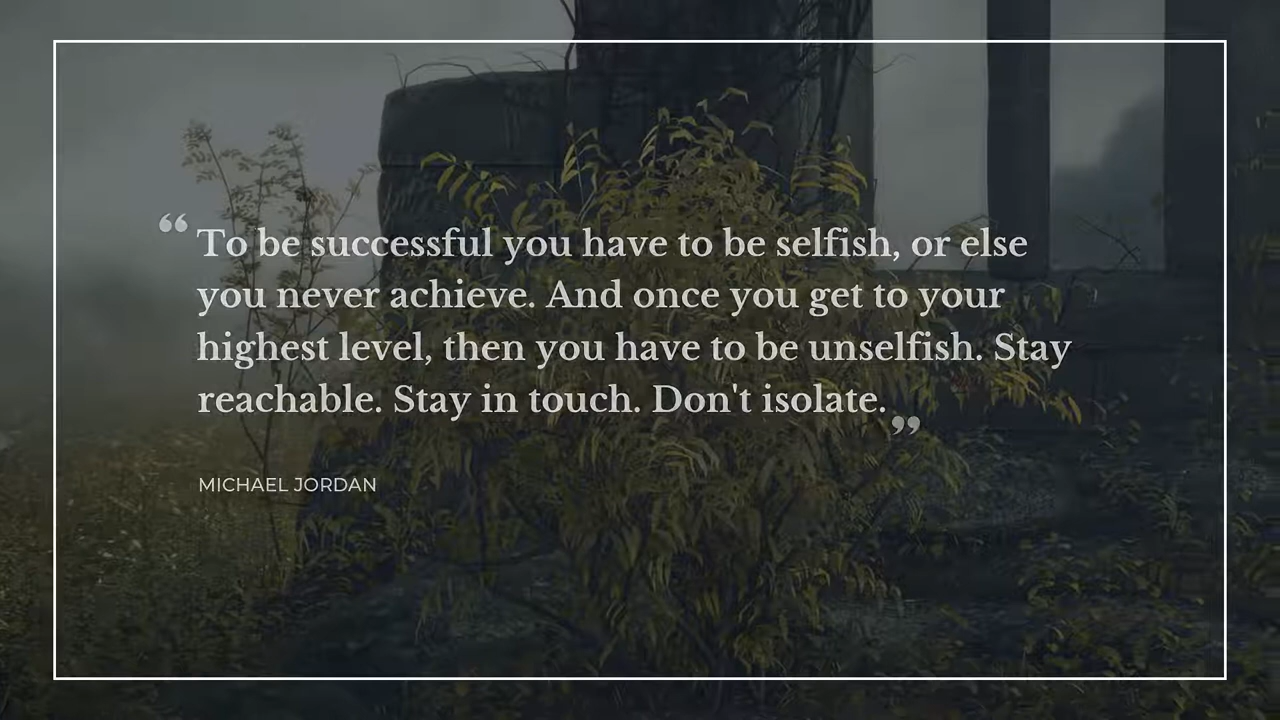 “To be successful you have to be selfish, or else
you never achieve. And once you get to your
highest level, then you have to be unselfish. Stay
reachable. Stay in touch. Don't isolate.”
MICHAEL JORDAN